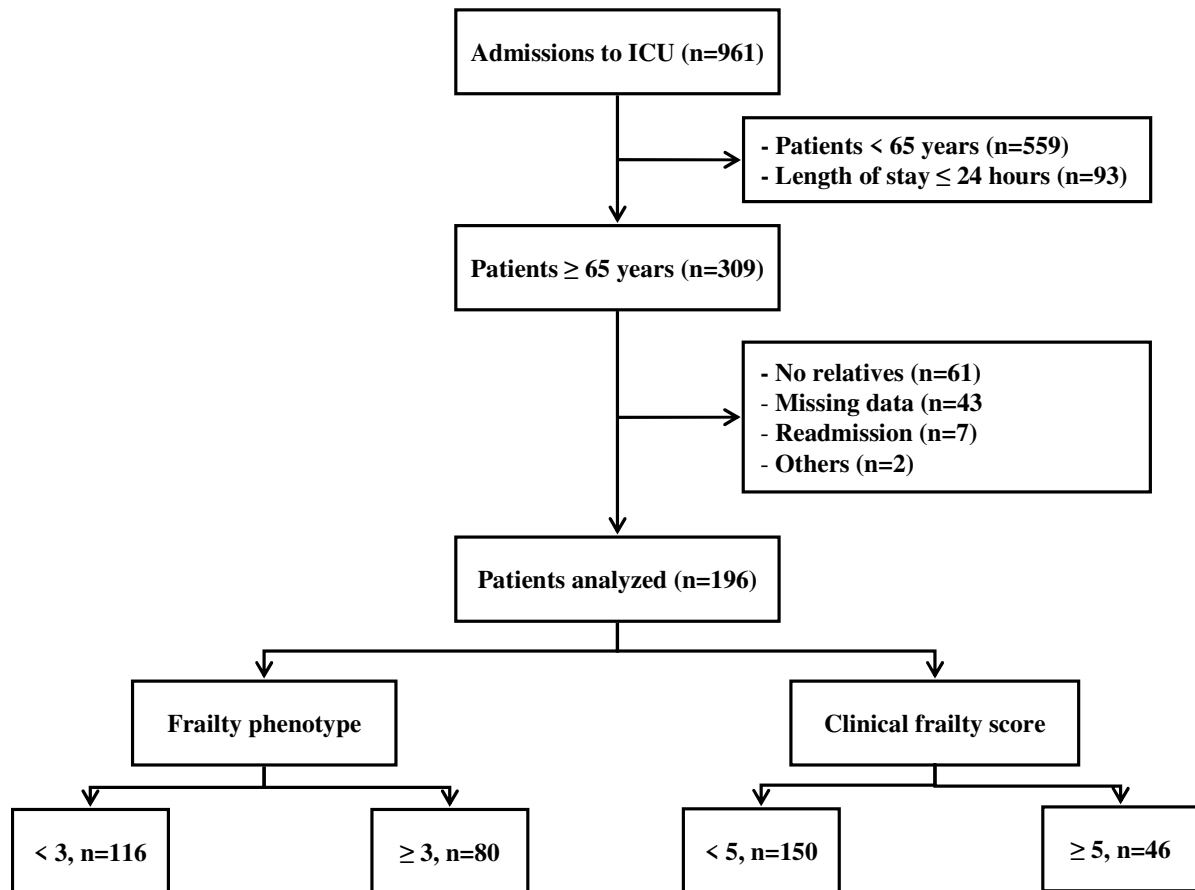 Admissions to ICU (n=961)
- Patients < 65 years (n=559)
- Length of stay ≤ 24 hours (n=93)
Patients ≥ 65 years (n=309)
- No relatives (n=61)
- Missing data (n=43
- Readmission (n=7)
- Others (n=2)
Patients analyzed (n=196)
Frailty phenotype
Clinical frailty score
< 3, n=116
≥ 3, n=80
< 5, n=150
≥ 5, n=46